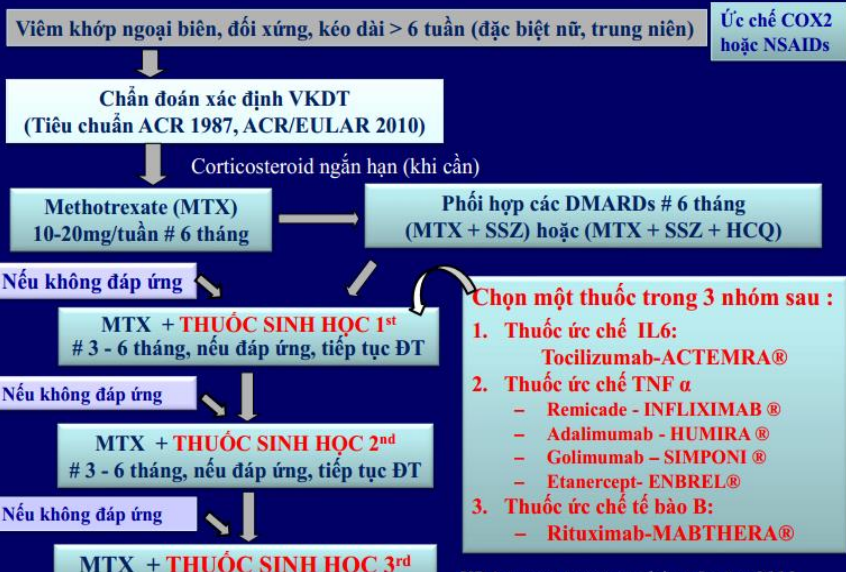 Viêm khớp ngoại biên, đối xứng, kéo dài > 6 tuần (đặc biệt nữ, trung niên)
Ức chế COX2
hoặc NSAIDs
Chẩn đoán xác định VKDT
(Tiêu chuẩn ACR 1987, ACR/EULAR 2010)
Corticosteroid ngắn hạn (khi cần)
Methotrexate (MTX)
10-20mg/tuần # 6 tháng
Phối hợp các DMARDs # 6 tháng
(MTX + SSZ) hoặc (MTX + SSZ + HCQ)
Nếu không đáp ứng
MTX + THUỐC SINH HỌC 1st
# 3 - 6 tháng, nếu đáp ứng, tiếp tục ĐT
Nếu không đáp ứng
MTX + THUỐC SINH HỌC 2nd
# 3 - 6 tháng, nếu đáp ứng, tiếp tục ĐT
Nếu không đáp ứng
MTX + THUỐC SINH HỌC 3rd
Chọn một thuốc trong 3 nhóm sau :
1. Thuốc ức chế IL6:
Tocilizumab-ACTEMRA®
2. Thuốc ức chế TNF α
– Remicade - INFLIXIMAB ®
– Adalimumab - HUMIRA ®
– Golimumab – SIMPONI ®
– Etanercept- ENBREL®
3. Thuốc ức chế tế bào B:
– Rituximab-MABTHERA®